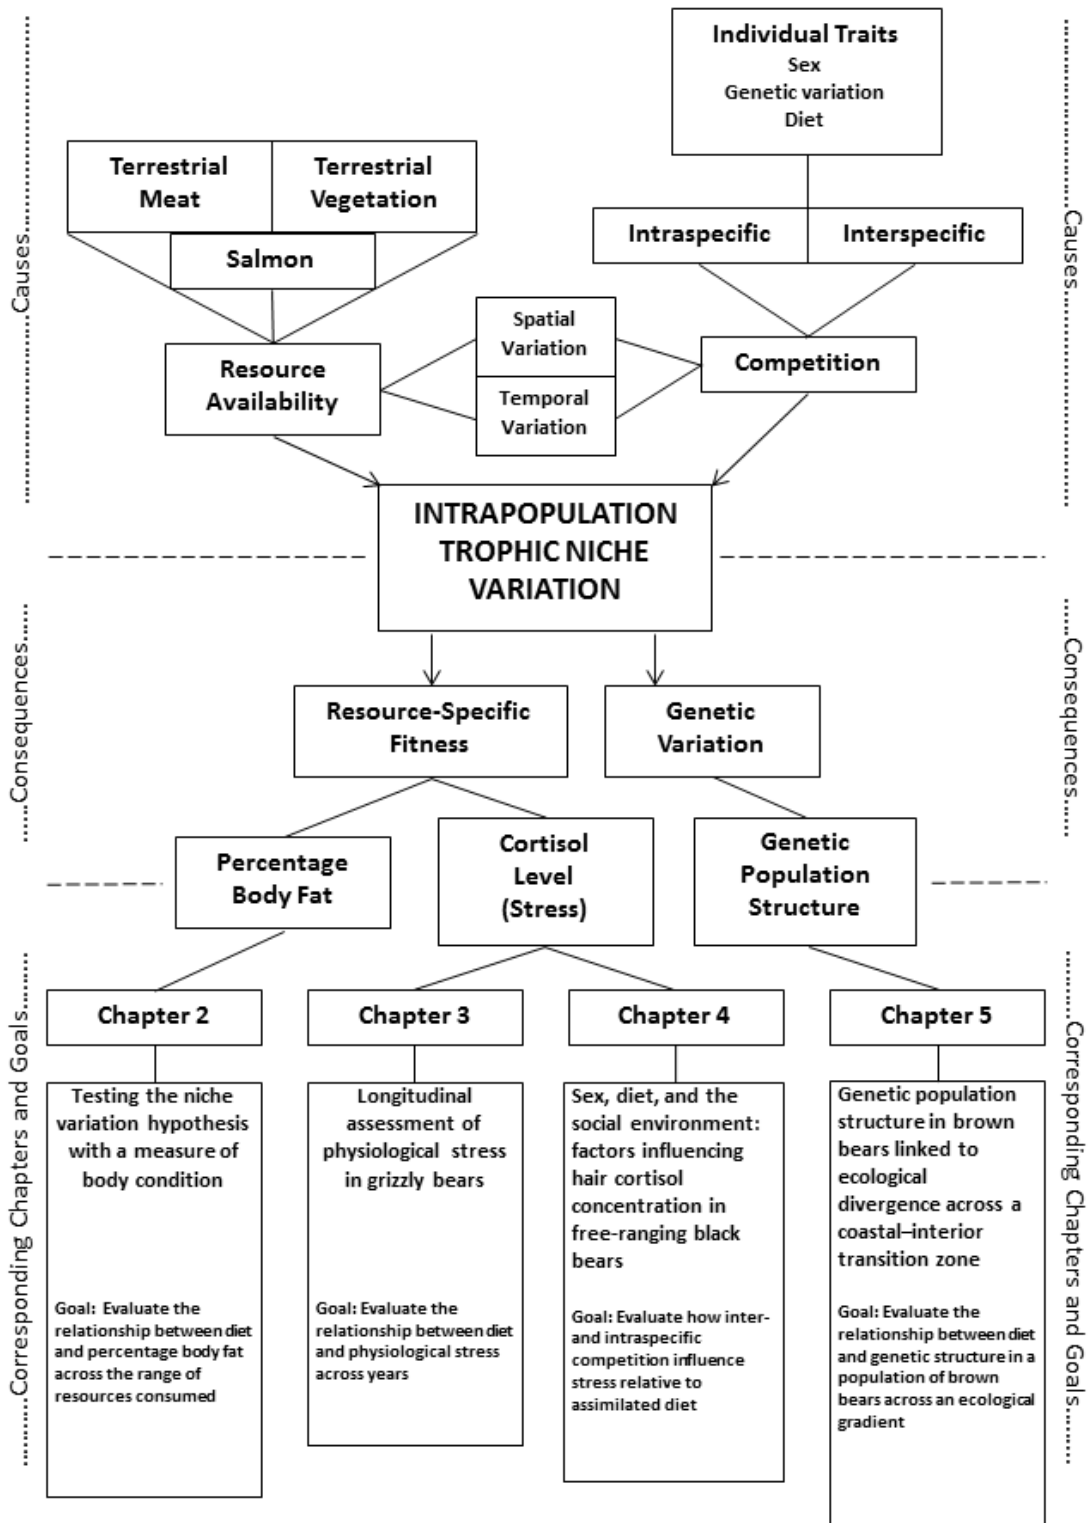 Causes
Individual Traits
Sex
Genetic variation
Diet
Causes
Terrestrial
Meat
Terrestrial
Vegetation
Salmon
Intraspecific
Interspecific
Resource
Availability
Spatial
Variation
Temporal
Variation
Competition
INTRAPOPULATION
TROPHIC NICHE
VARIATION
Consequences
Consequences
Resource-Specific
Fitness
Genetic
Variation
Percentage
Body Fat
Cortisol
Level
(Stress)
Genetic
Population
Structure
Corresponding Chapters and Goals
Corresponding Chapters and Goals
Chapter 2
Testing the niche
variation hypothesis
with a measure of
body condition
Goal: Evaluate the
relationship between diet
and percentage body fat
across the range of
resources consumed
Chapter 3
Longitudinal
assessment of
physiological stress
in grizzly bears
Goal: Evaluate the
relationship between diet
and physiological stress
across years
Chapter 4
Sex, diet, and the
social environment:
factors influencing
hair cortisol
concentration in
free-ranging black
bears
Goal: Evaluate how inter-
and intraspecific
competition influence
stress relative to
assimilated diet
Chapter 5
Genetic population
structure in brown
bears linked to
ecological
divergence across a
coastal–interior
transition zone
Goal: Evaluate the
relationship between diet
and genetic structure in a
population of brown
bears across an ecological
gradient